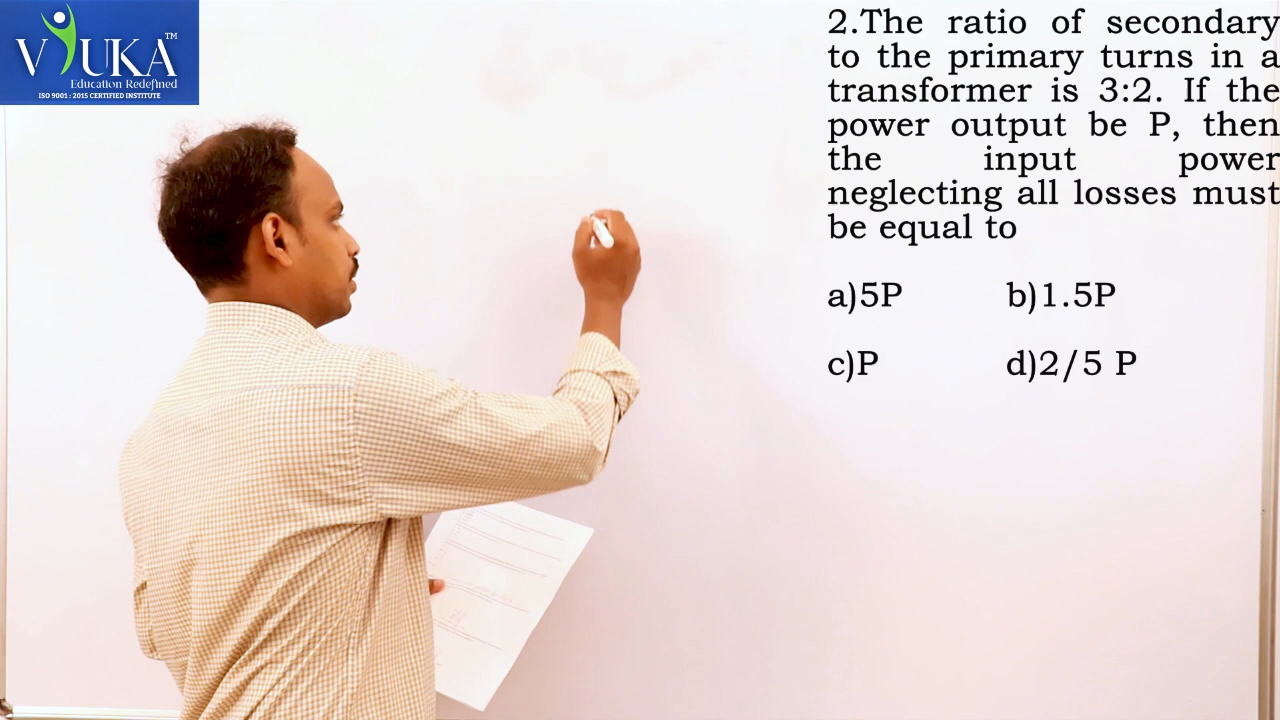 VJUKA™
Education Redefined
ISO 9001 : 2015 CERTIFIED INSTITUTE
2.The ratio of secondary
to the primary turns in a
transformer is 3:2. If the
power output be P, then
the input power
neglecting all losses must
be equal to
a)5P b)1.5P
c)P d)2/5 P